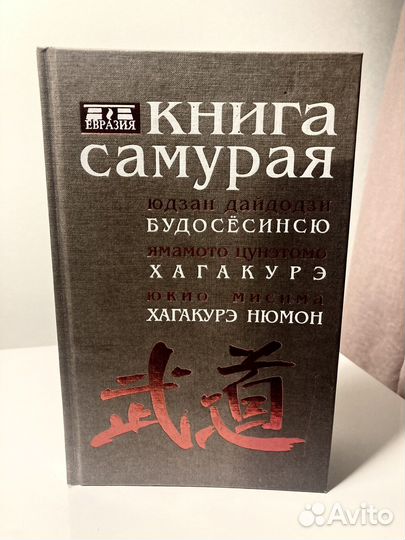 ЕВРАЗИЯ
КНИГА
САМУРАЯ
ЮДЗАН ДАЙДОДЗИ
БУДОСЁСИНСЮ
ЯМАМОТО ЦУНЭТОМО
ХАГАКУРЭ
ЮКИО МИСИМА
ХАГАКУРЭ НЮМОН
武道
Avito